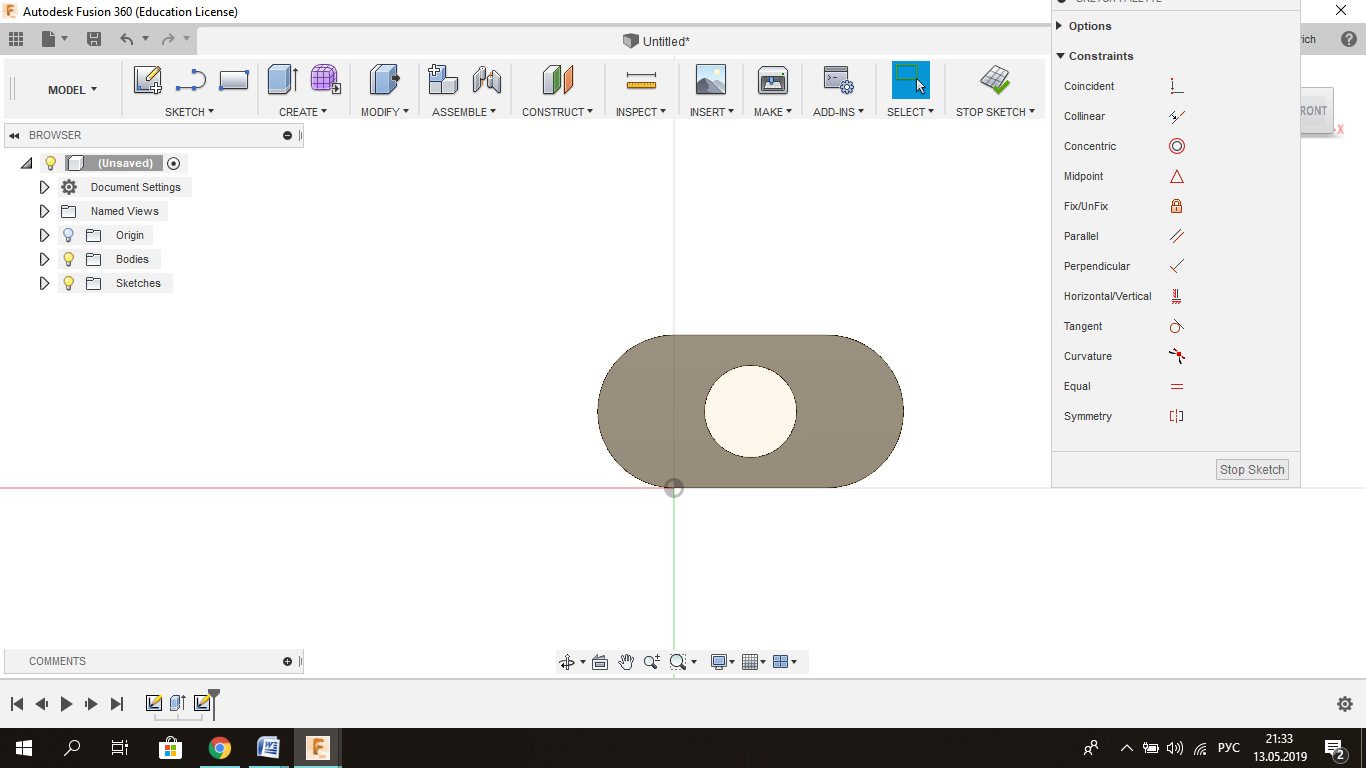 Autodesk Fusion 360 (Education License)
Untitled*
rich
MODEL
SKETCH
CREATE
MODIFY
ASSEMBLE
CONSTRUCT
INSPECT
INSERT
MAKE
ADD-INS
SELECT
STOP SKETCH
BROWSER
(Unsaved)
Document Settings
Named Views
Origin
Bodies
Sketches
SKETCH PALETTE
Options
Constraints
Coincident
Collinear
Concentric
Midpoint
Fix/UnFix
Parallel
Perpendicular
Horizontal/Vertical
Tangent
Curvature
Equal
Symmetry
Stop Sketch
RONT
X
COMMENTS
РУС
21:33
13.05.2019
2